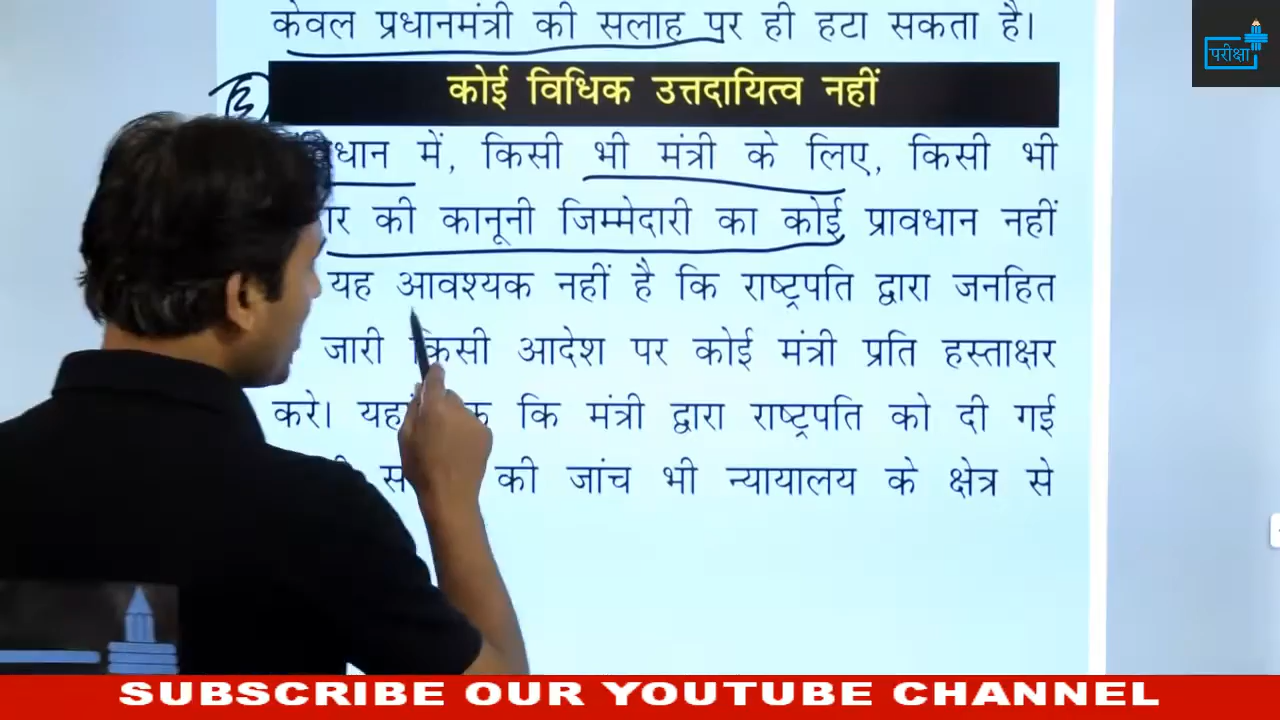 केवल प्रधानमंत्री की सलाह पर ही हटा सकता है।
परीक्षा
कोई विधिक उत्तदायित्व नहीं
में, किसी भी मंत्री के लिए, किसी भी
की कानूनी जिम्मेदारी का कोई प्रावधान नहीं
यह आवश्यक नहीं है कि राष्ट्रपति द्वारा जनहित
जारी किसी आदेश पर कोई मंत्री प्रति हस्ताक्षर
करे। कि मंत्री द्वारा राष्ट्रपति को दी गई
की जांच भी न्यायालय के क्षेत्र से
SUBSCRIBE OUR YOUTUBE CHANNEL